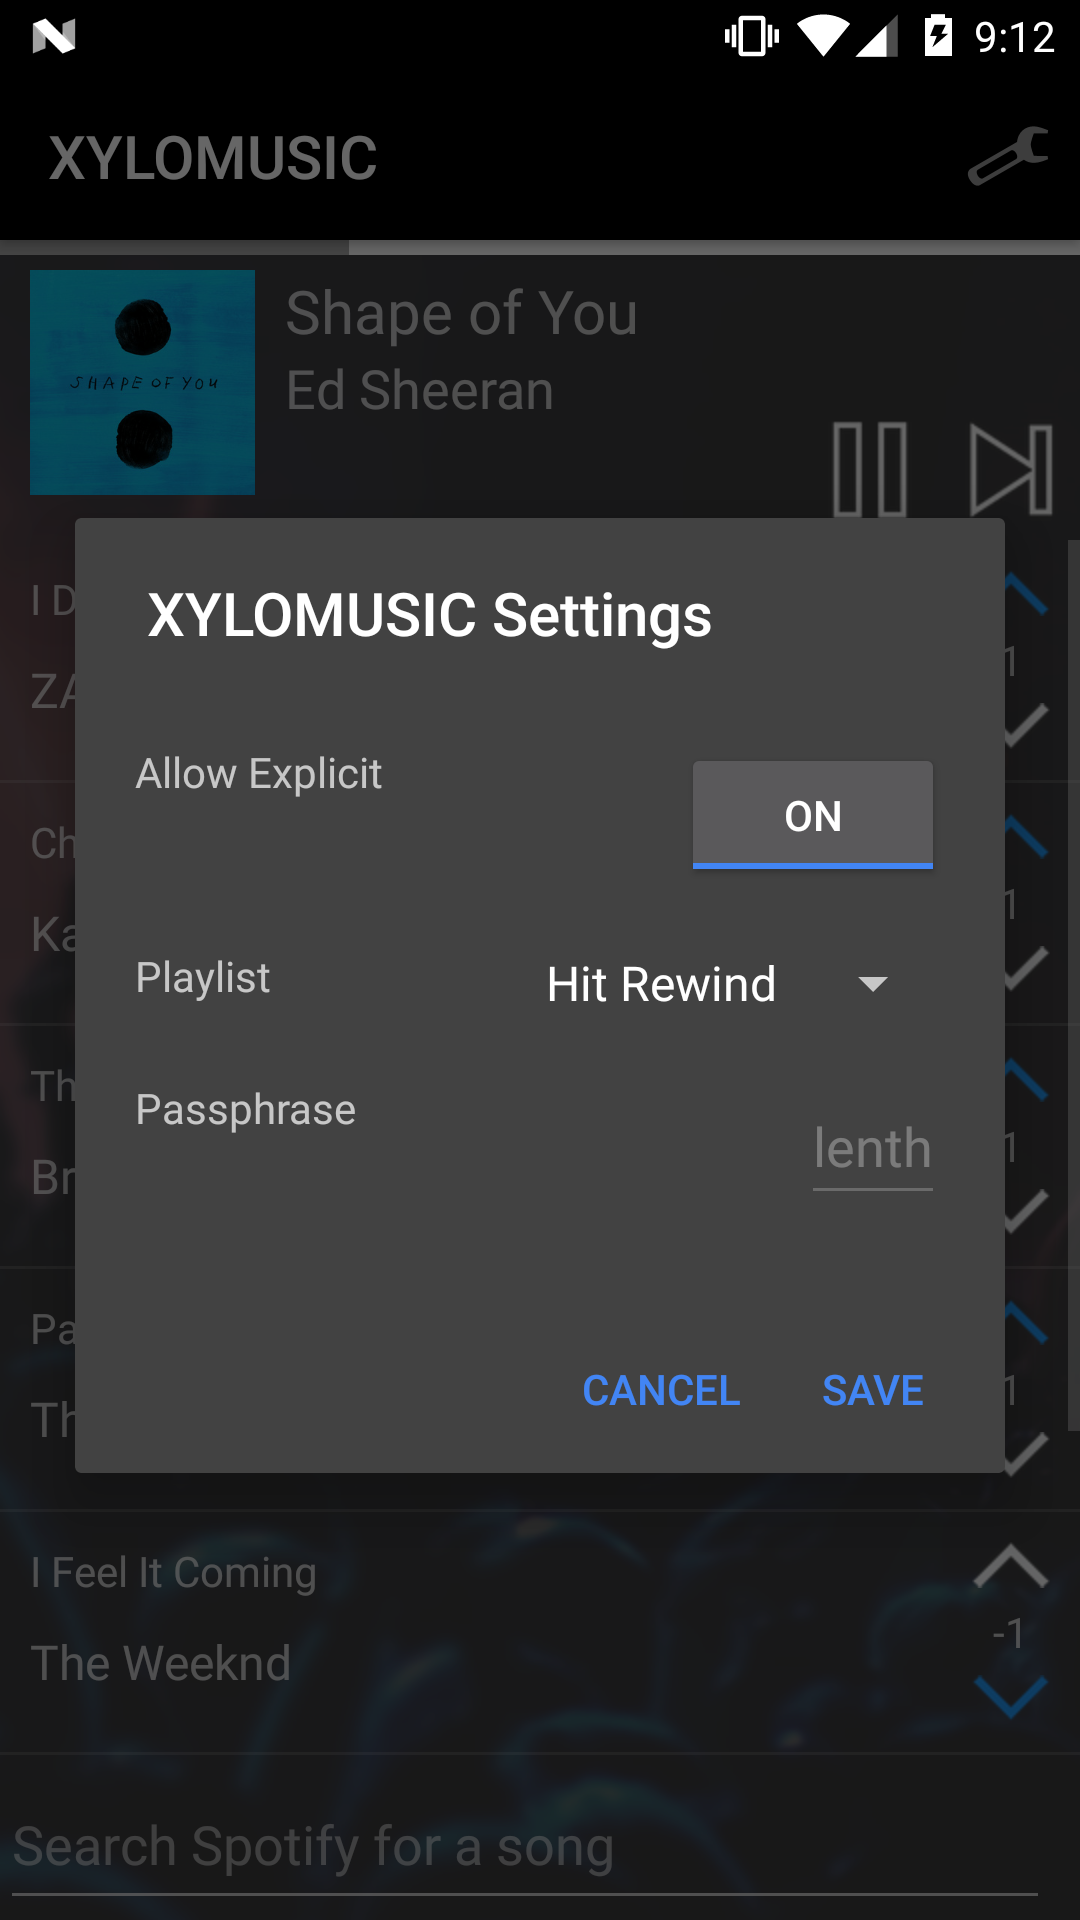 9:12
XYLOMUSIC
SHAPE OF YOU
Shape of You
Ed Sheeran
I D
ZA
1
XYLOMUSIC Settings
Allow Explicit
ON
Ch
Ka
1
Playlist
Hit Rewind
Th
Br
1
Passphrase
lenth
Pa
Th
1
CANCEL
SAVE
I Feel It Coming
The Weeknd
-1
Search Spotify for a song